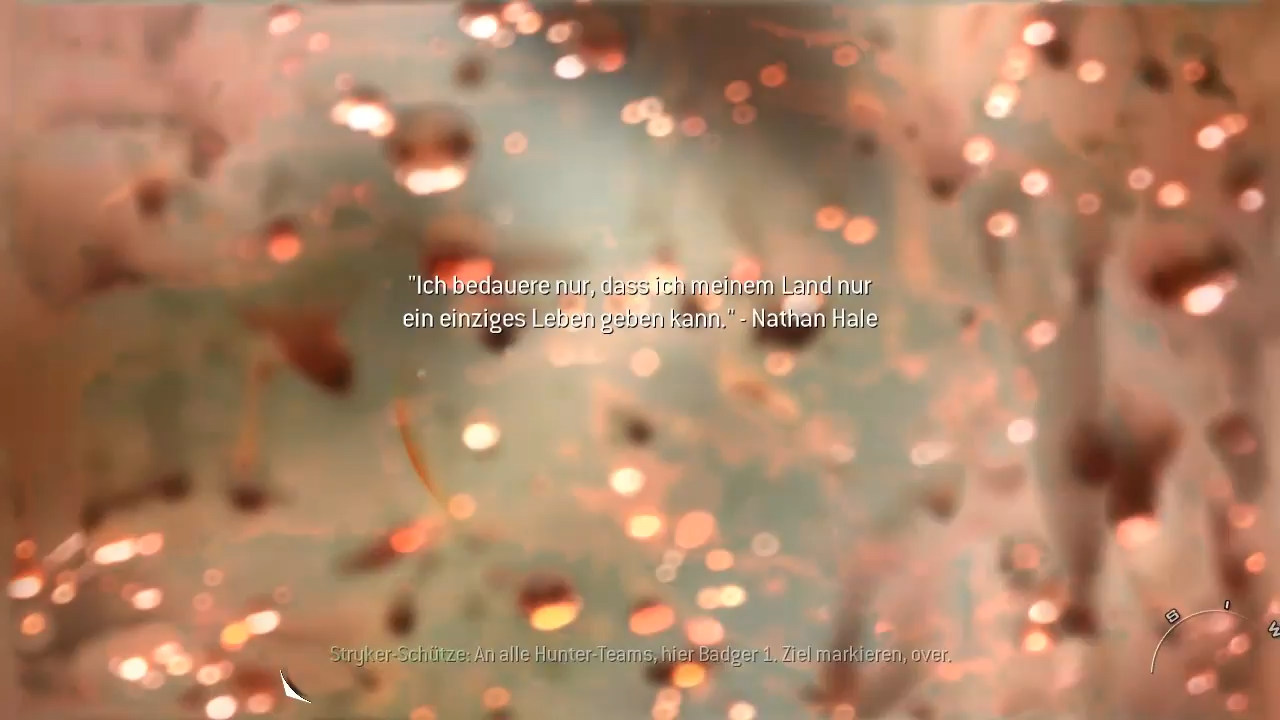 "Ich bedauere nur, dass ich meinem Land nur
ein einziges Leben geben kann." - Nathan Hale
Stryker-Schütze: An alle Hunter-Teams, hier Badger 1. Ziel markieren, over.